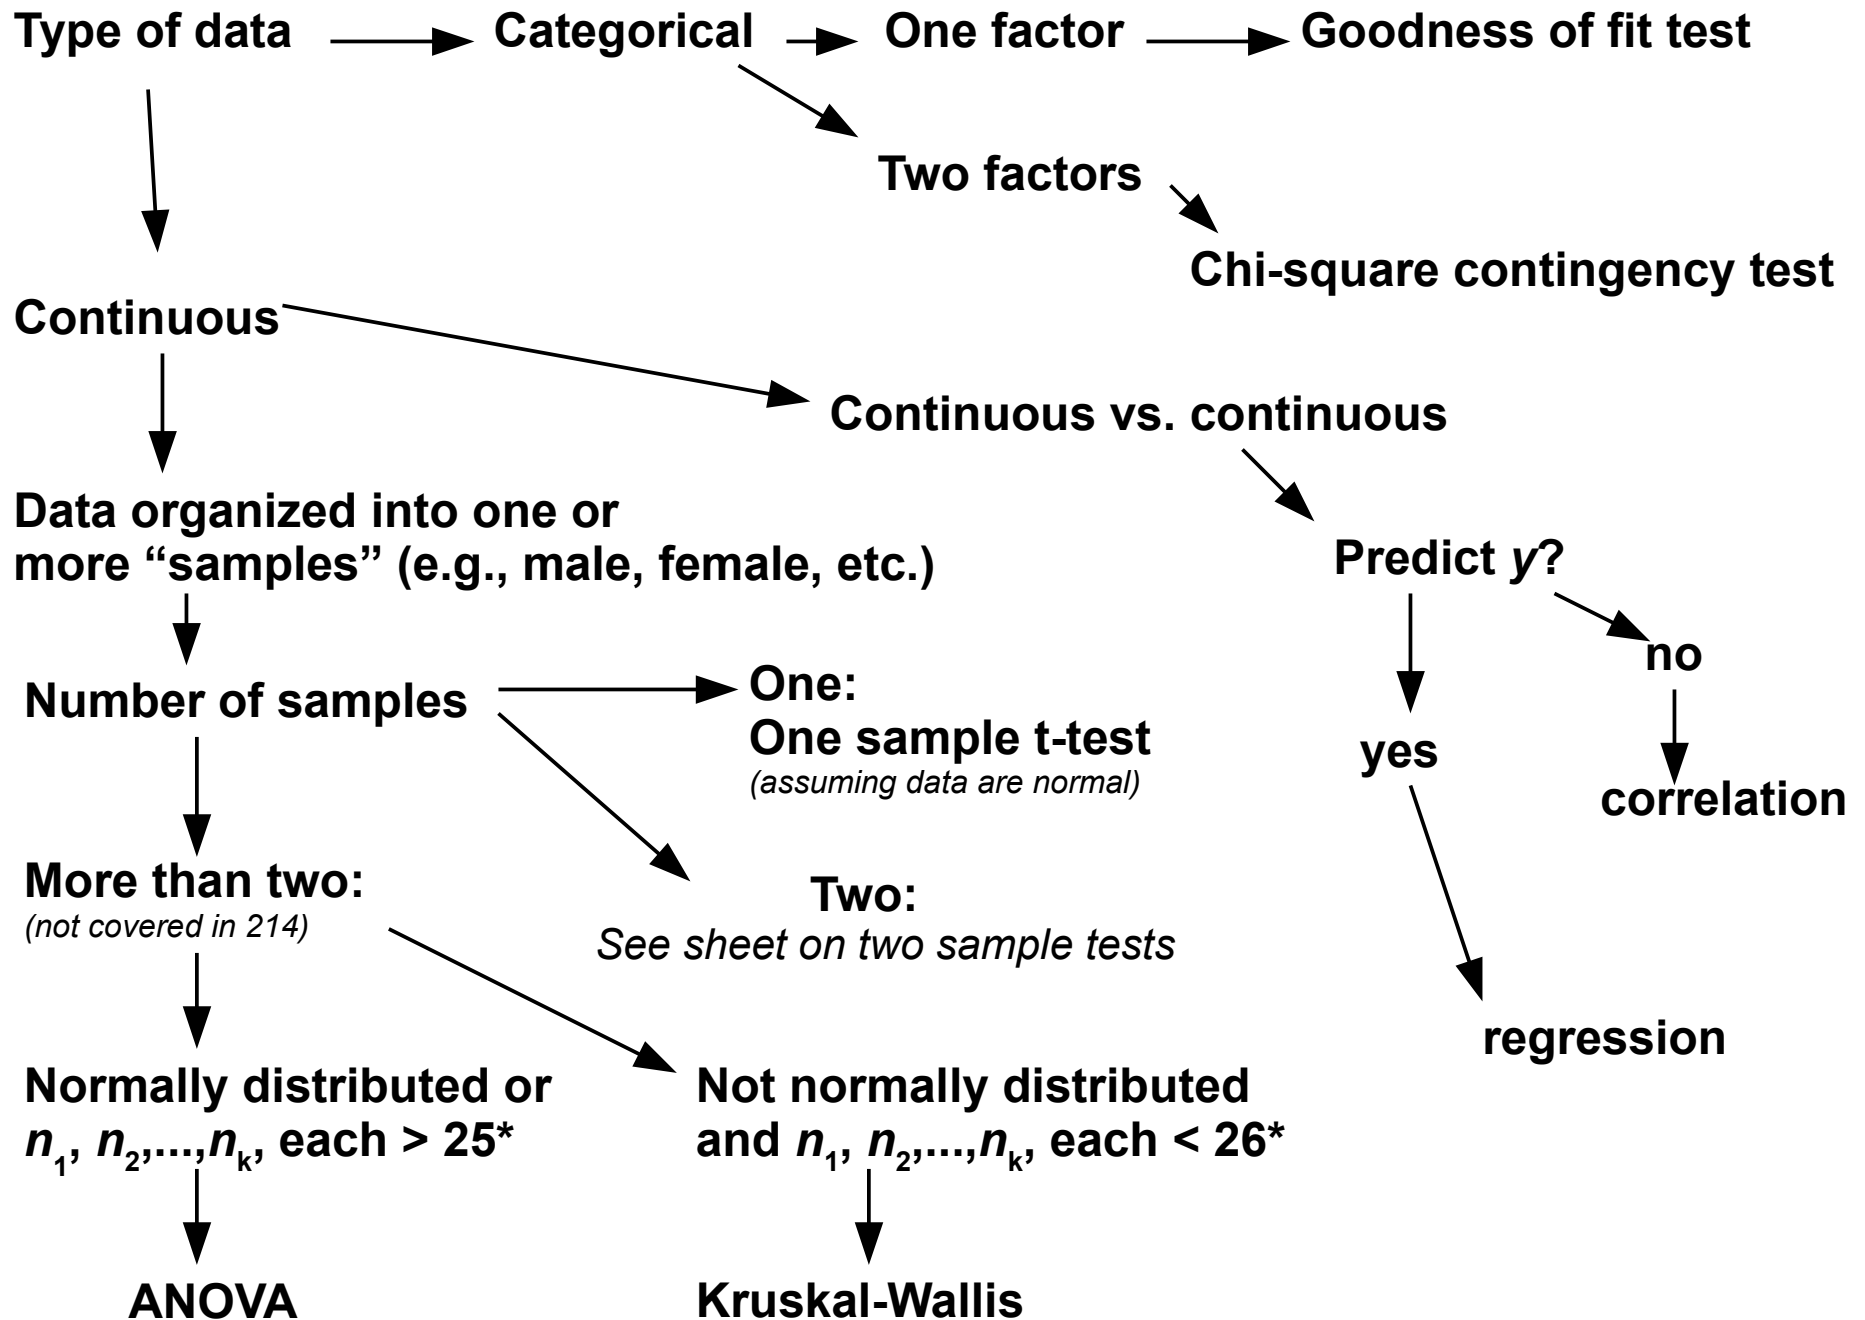 Type of data
Categorical
One factor
Goodness of fit test
Two factors
Chi-square contingency test
Continuous
Continuous vs. continuous
Data organized into one or
more “samples” (e.g., male, female, etc.)
Predict y?
no
yes
correlation
regression
Number of samples
One:
One sample t-test
(assuming data are normal)
More than two:
(not covered in 214)
Two:
See sheet on two sample tests
Normally distributed or
n1, n2,...,nk, each > 25*
Not normally distributed
and n1, n2,...,nk, each < 26*
ANOVA
Kruskal-Wallis